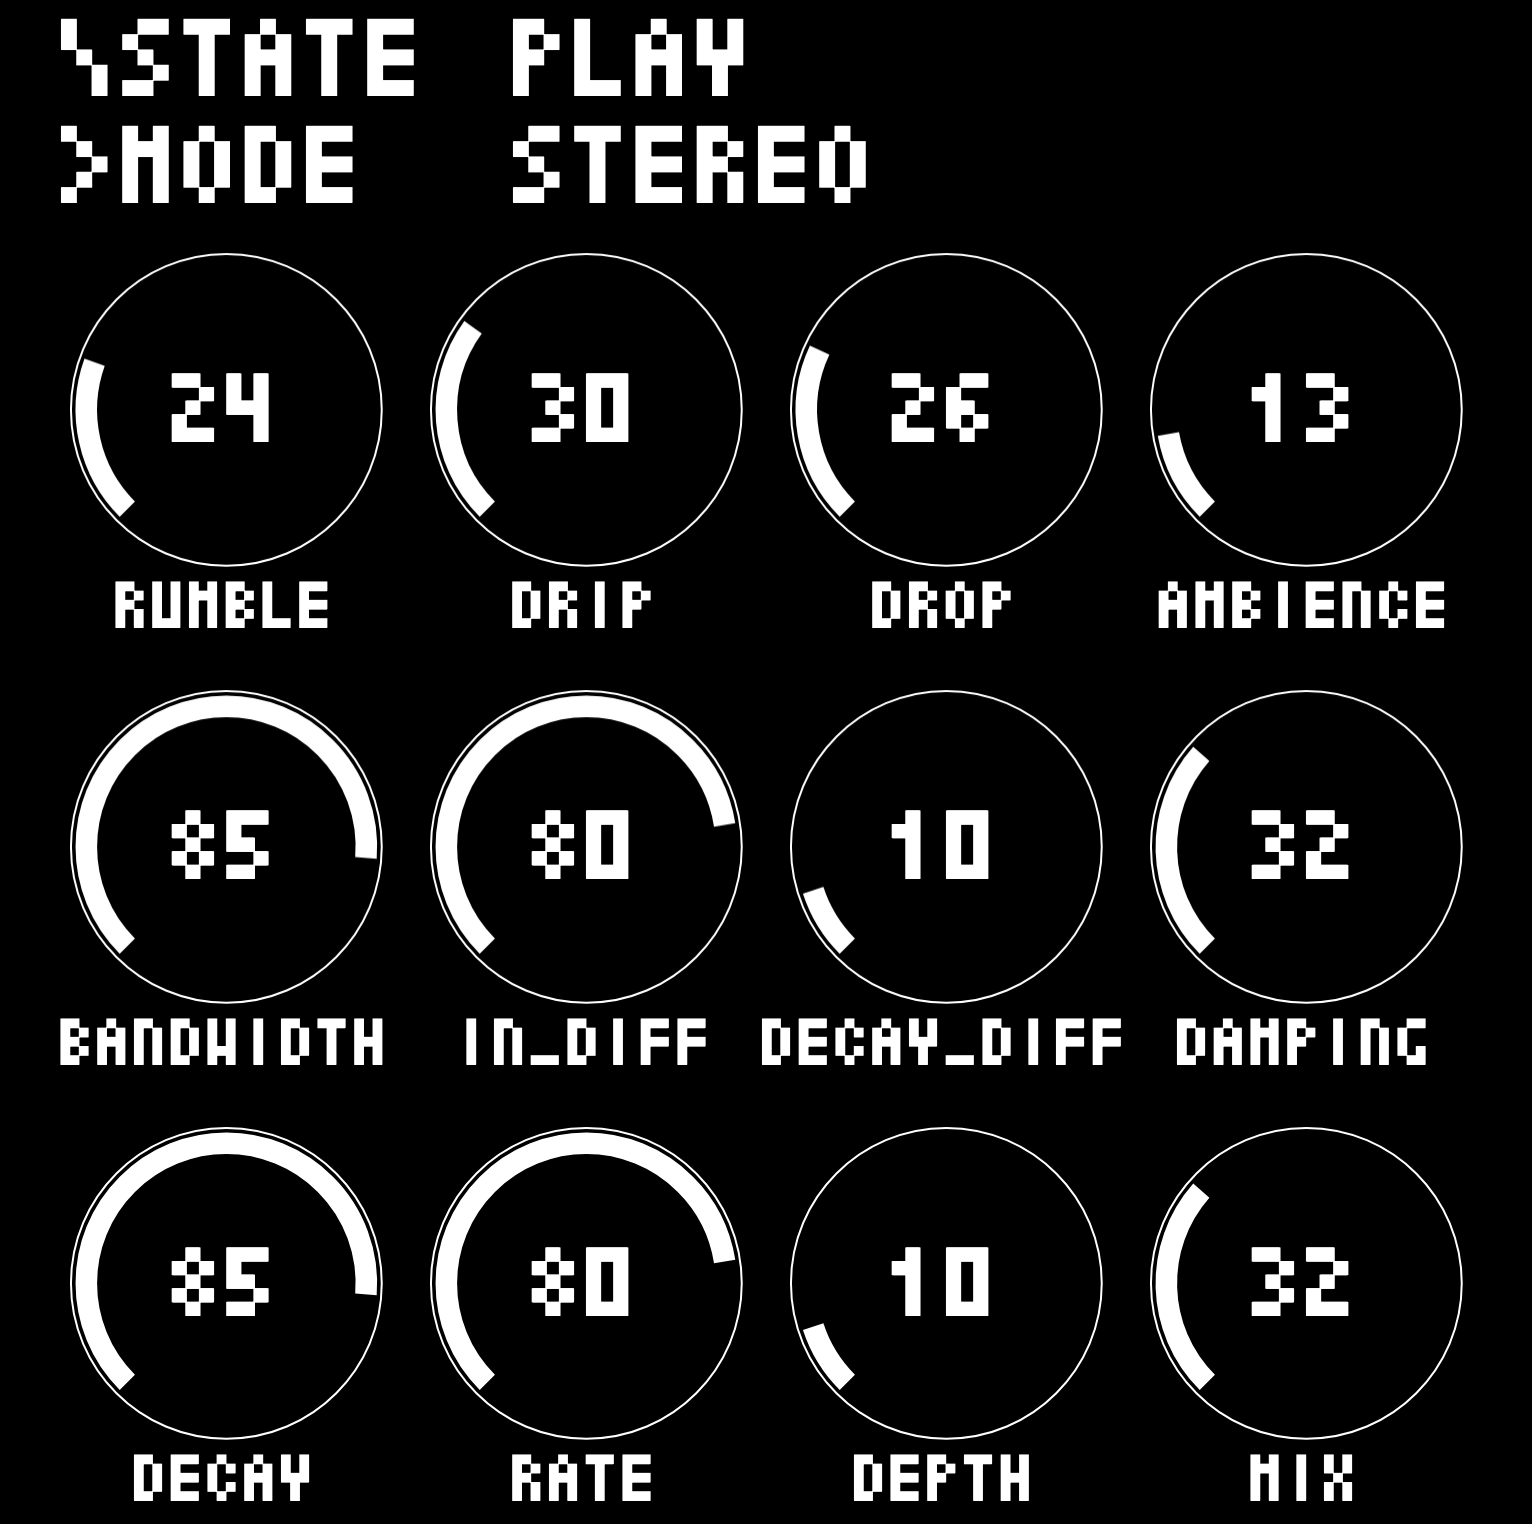 \STATE PLAY
>MODE STEREO
24 30 26 13
RUMBLE DRIP DROP AMBIENCE
85 80 10 32
BANDWIDTH IN_DIFF DECAY_DIFF DAMPING
85 80 10 32
DECAY RATE DEPTH MIX